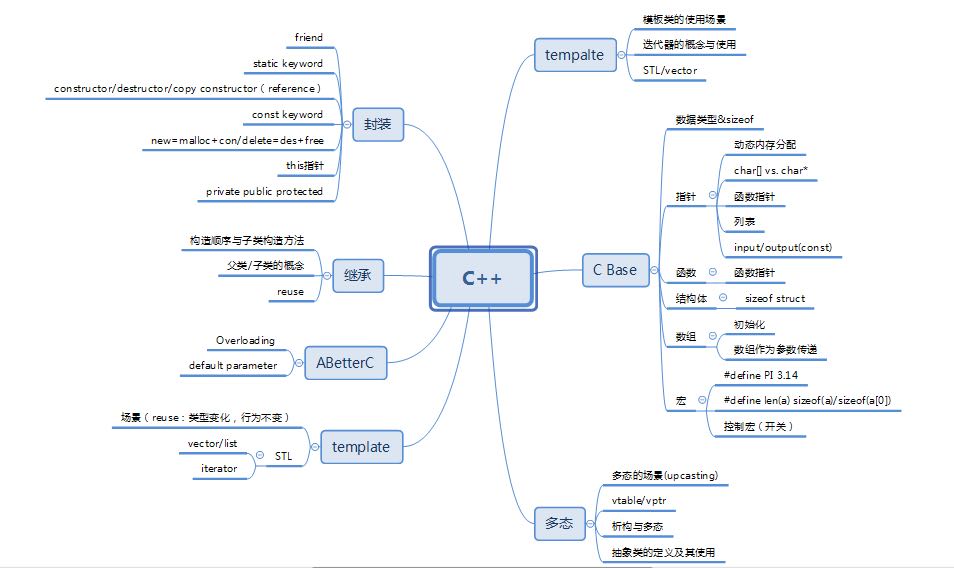 C++
tempalte
模板类的使用场景
迭代器的概念与使用
STL/vector
C Base
数据类型&sizeof
指针
动态内存分配
char[] vs. char*
函数指针
列表
input/output(const)
函数
函数指针
结构体
sizeof struct
数组
初始化
数组作为参数传递
宏
#define PI 3.14
#define len(a) sizeof(a)/sizeof(a[0])
控制宏（开关）
多态
多态的场景(upcasting)
vtable/vptr
析构与多态
抽象类的定义及其使用
封装
friend
static keyword
constructor/destructor/copy constructor（reference）
const keyword
new=malloc+con/delete=des+free
this指针
private public protected
继承
构造顺序与子类构造方法
父类/子类的概念
reuse
ABetterC
Overloading
default parameter
template
场景（reuse：类型变化，行为不变）
STL
vector/list
iterator